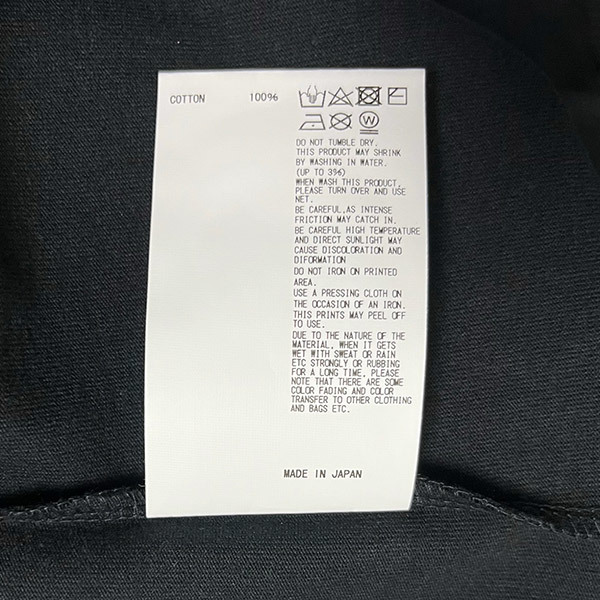 COTTON 100%
W
DO NOT TUMBLE DRY.
THIS PRODUCT MAY SHRINK
BY WASHING IN WATER.
(UP TO 3%)
WHEN WASH THIS PRODUCT,
PLEASE TURN OVER AND USE
NET.
BE CAREFUL,AS INTENSE
FRICTION MAY CATCH IN.
BE CAREFUL HIGH TEMPERATURE
AND DIRECT SUNLIGHT MAY
CAUSE DISCOLORATION AND
DIFORMATION
DO NOT IRON ON PRINTED
AREA.
USE A PRESSING CLOTH ON
THE OCCASION OF AN IRON.
THIS PRINTS MAY PEEL OFF
TO USE.
DUE TO THE NATURE OF THE
MATERIAL, WHEN IT GETS
WET WITH SWEAT OR RAIN
ETC STRONGLY OR RUBBING
FOR A LONG TIME, PLEASE
NOTE THAT THERE ARE SOME
COLOR FADING AND COLOR
TRANSFER TO OTHER CLOTHING
AND BAGS ETC.
MADE IN JAPAN